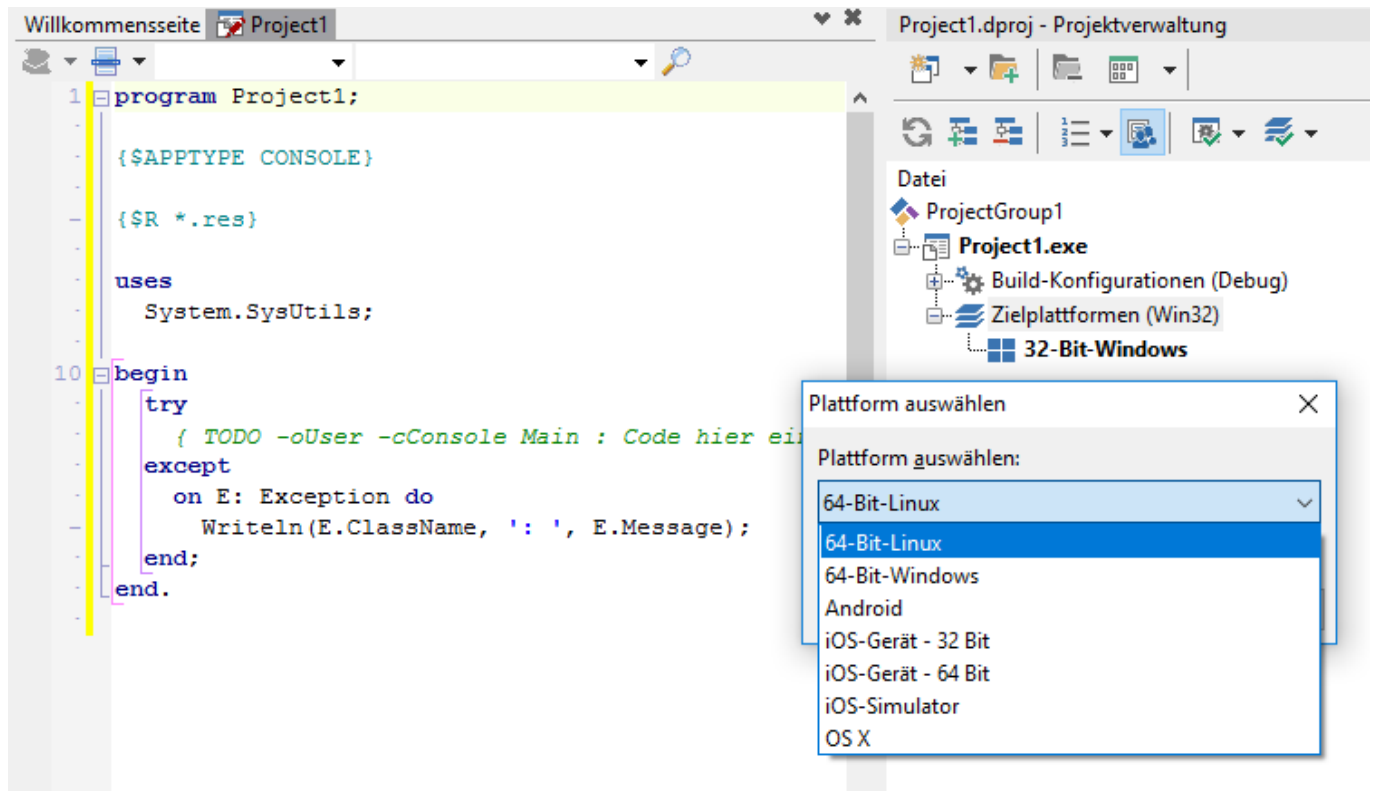 Willkommensseite Project1
1 program Project1;
{$APPTYPE CONSOLE}
{$R *.res}
uses
System.SysUtils;
10 begin
try
{ TODO -oUser -cConsole Main : Code hier
except
on E: Exception do
Writeln(E.ClassName, ': ', E.Message);
end;
end.
Project1.dproj - Projektverwaltung
Datei
ProjectGroup1
Project1.exe
Build-Konfigurationen (Debug)
Zielplattformen (Win32)
32-Bit-Windows
Plattform auswählen
Plattform auswählen:
64-Bit-Linux
64-Bit-Linux
64-Bit-Windows
Android
iOS-Gerät - 32 Bit
iOS-Gerät - 64 Bit
iOS-Simulator
OS X